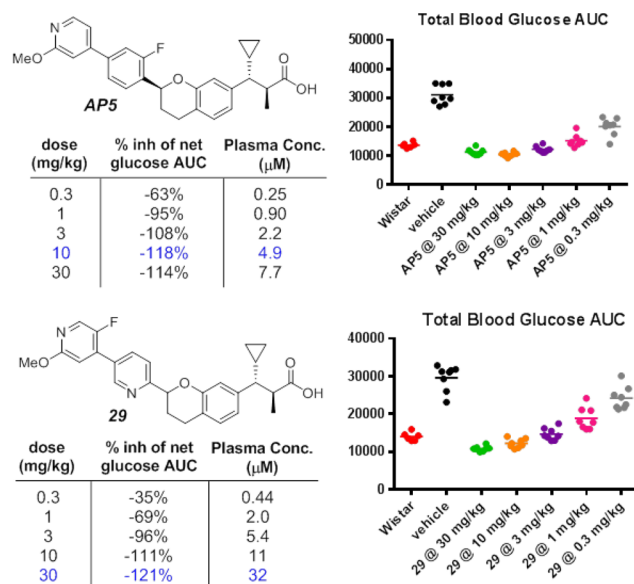 Total Blood Glucose AUC
N
F
MeO
O
O
OH
AP5
dose
(mg/kg)
% inh of net
glucose AUC
Plasma Conc.
(μM)
0.3 -63% 0.25
1 -95% 0.90
3 -108% 2.2
10 -118% 4.9
30 -114% 7.7
50000
40000
30000
20000
10000
0
Wistar
vehicle
AP5 @ 30 mg/kg
AP5 @ 10 mg/kg
AP5 @ 3 mg/kg
AP5 @ 1 mg/kg
AP5 @ 0.3 mg/kg
Total Blood Glucose AUC
F
N
MeO
N
O
O
OH
29
dose
(mg/kg)
% inh of net
glucose AUC
Plasma Conc.
(μM)
0.3 -35% 0.44
1 -69% 2.0
3 -96% 5.4
10 -111% 11
30 -121% 32
40000
30000
20000
10000
0
Wistar
vehicle
29 @ 30 mg/kg
29 @ 10 mg/kg
29 @ 3 mg/kg
29 @ 1 mg/kg
29 @ 0.3 mg/kg